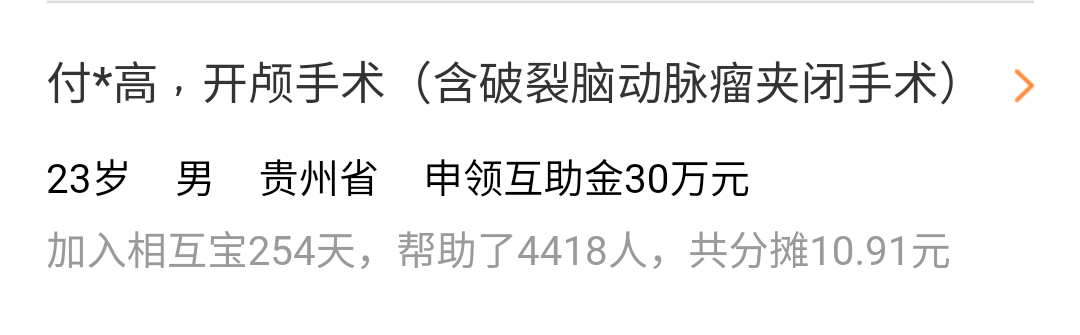 付*高，开颅手术（含破裂脑动脉瘤夹闭手术）
23岁 男 贵州省 申领互助金30万元
加入相互宝254天，帮助了4418人，共分摊10.91元